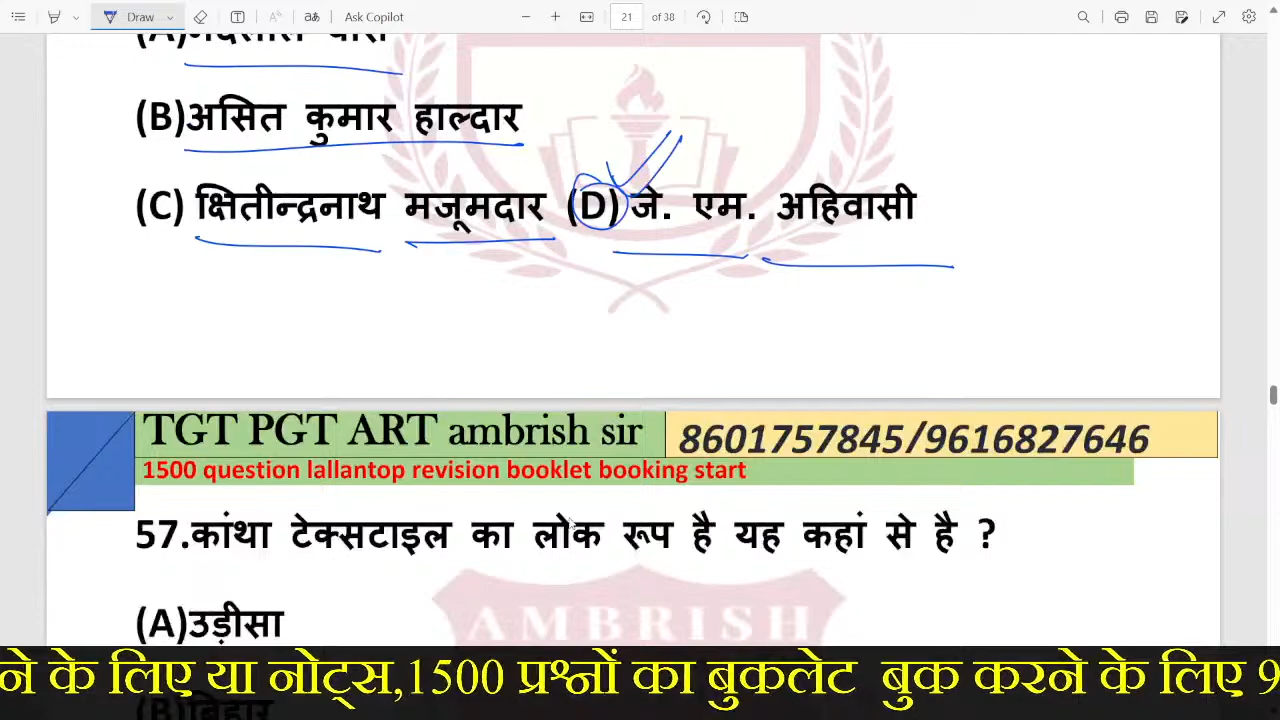 Draw
Ask Copilot
21 of 38
(B)असित कुमार हाल्दार
(C) क्षितीन्द्रनाथ मजूमदार (D) जे. एम. अहिवासी
TGT PGT ART ambrish sir
8601757845/9616827646
1500 question lallantop revision booklet booking start
57.कांथा टेक्सटाइल का लोक रूप है यह कहां से है ?
AMBRISH
(A)उड़ीसा
ने के लिए या नोट्स,1500 प्रश्नों का बुकलेट बुक करने के लिए 9
(B)बिहार